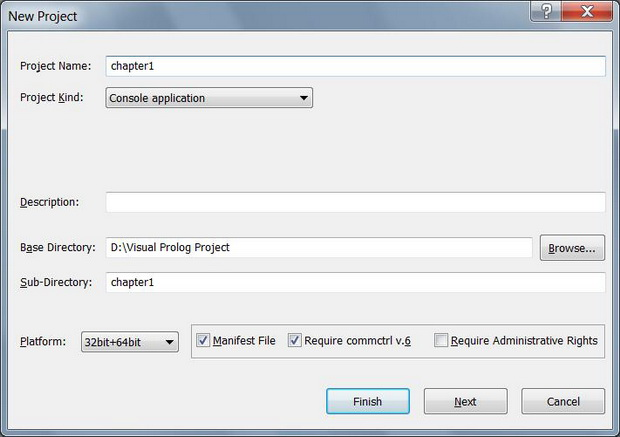 New Project
Project Name: chapter1
Project Kind: Console application
Description:
Base Directory: D:\Visual Prolog Project Browse...
Sub-Directory: chapter1
Platform: 32bit+64bit Manifest File Require commctrl v.6 Require Administrative Rights
Finish Next Cancel